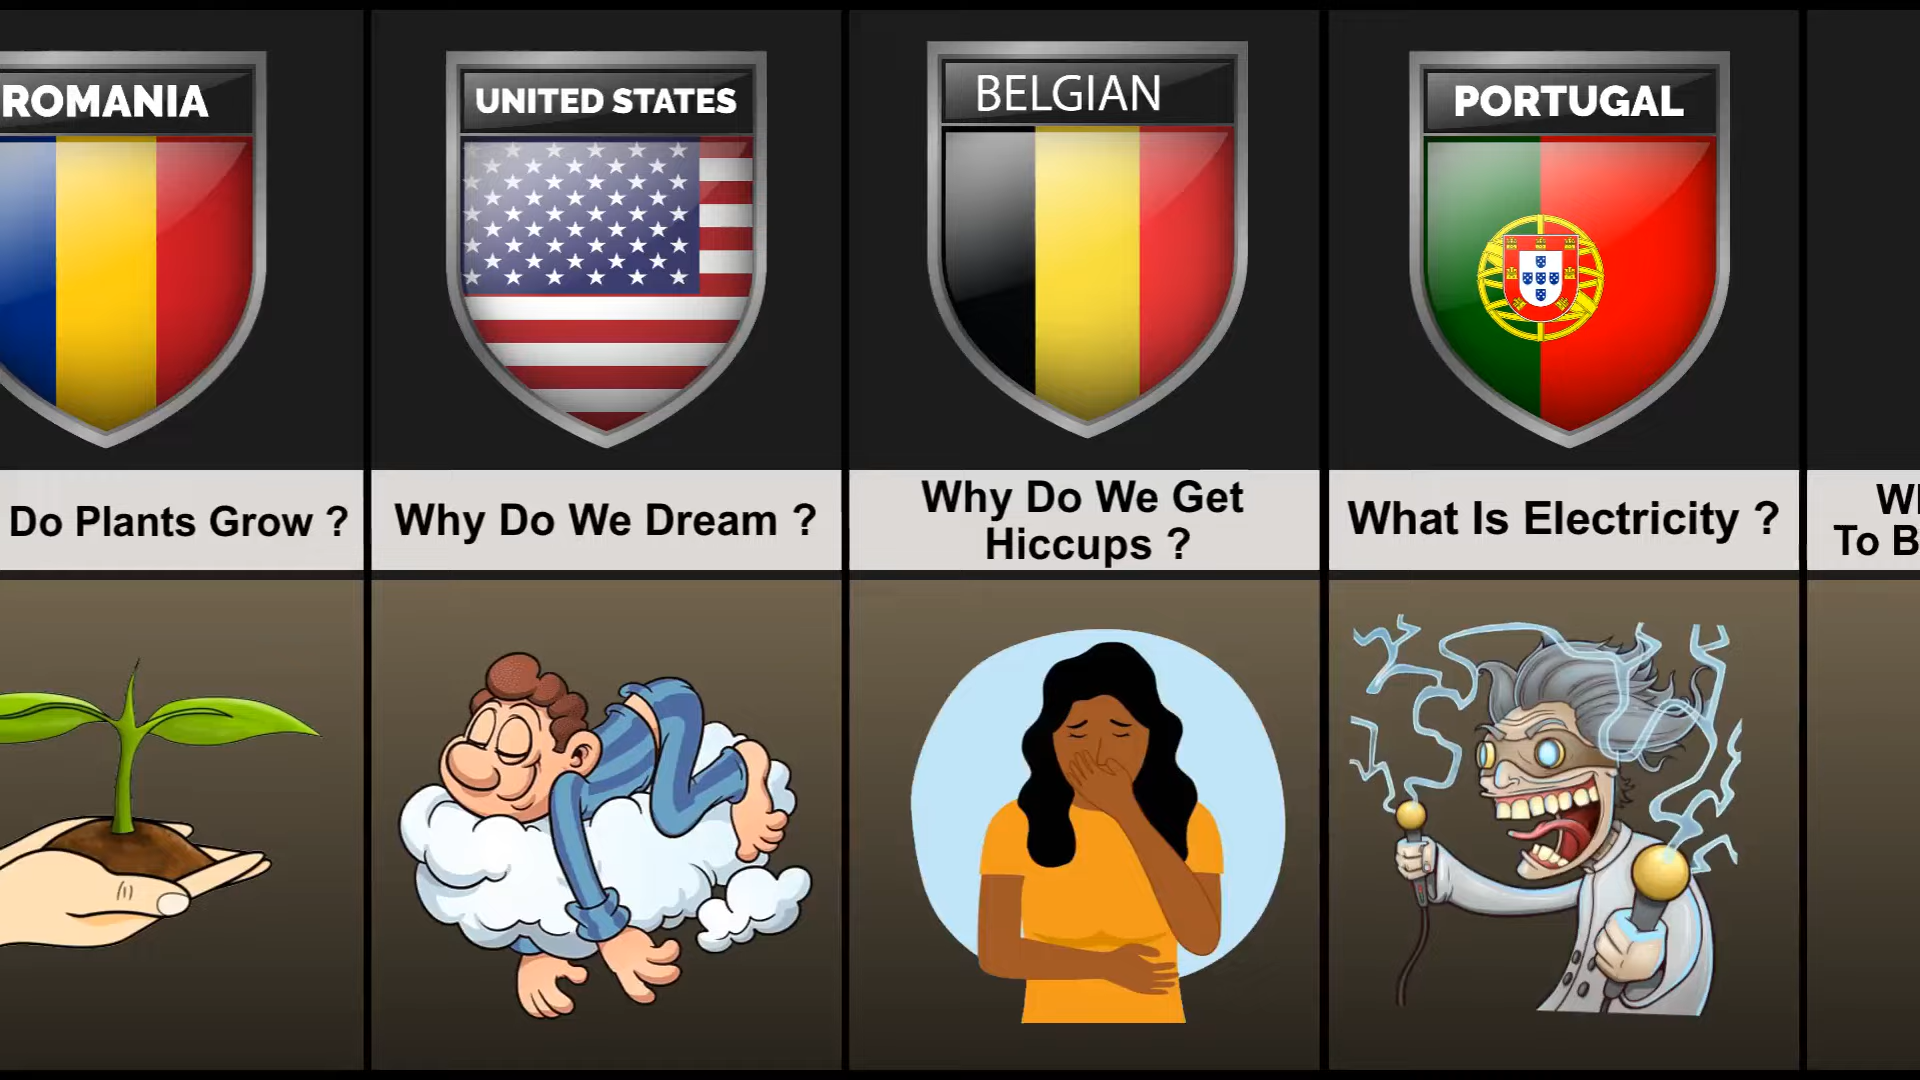 ROMANIA
Do Plants Grow ?
UNITED STATES
Why Do We Dream ?
BELGIAN
Why Do We Get
Hiccups ?
PORTUGAL
What Is Electricity ?
To